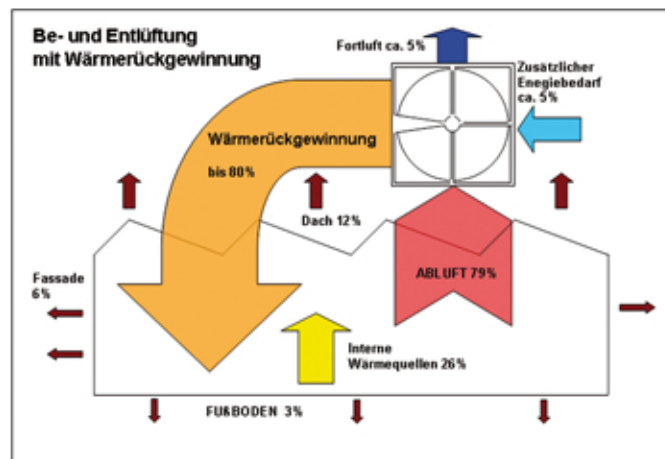 Be- und Entlüftung
mit Wärmerückgewinnung
Fortluft ca. 5%
Zusätzlicher
Enegiebedarf
ca. 5%
Wärmerückgewinnung
bis 80%
Dach 12%
Fassade
6%
ABLUFT 79%
Interne
Wärmequellen 26%
FUßBODEN 3%